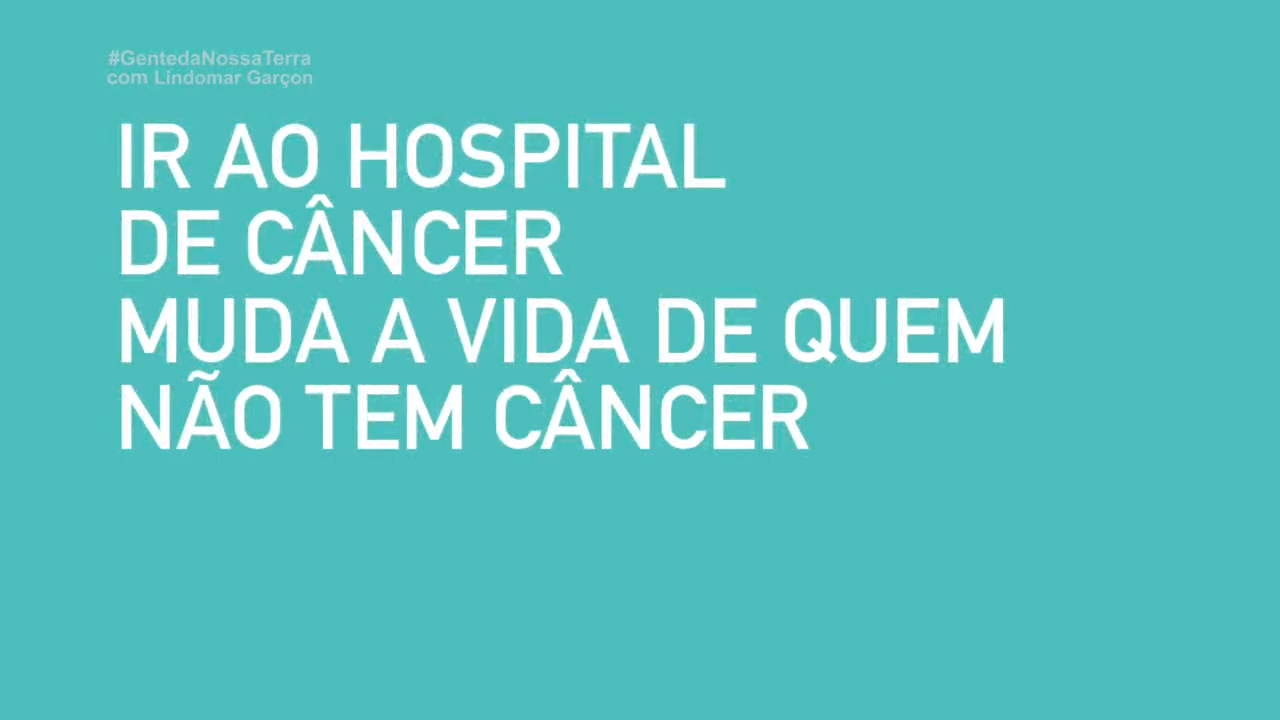 #GentedaNossaTerra
com Lindomar Garçon
IR AO HOSPITAL
DE CÂNCER
MUDA A VIDA DE QUEM
NÃO TEM CÂNCER